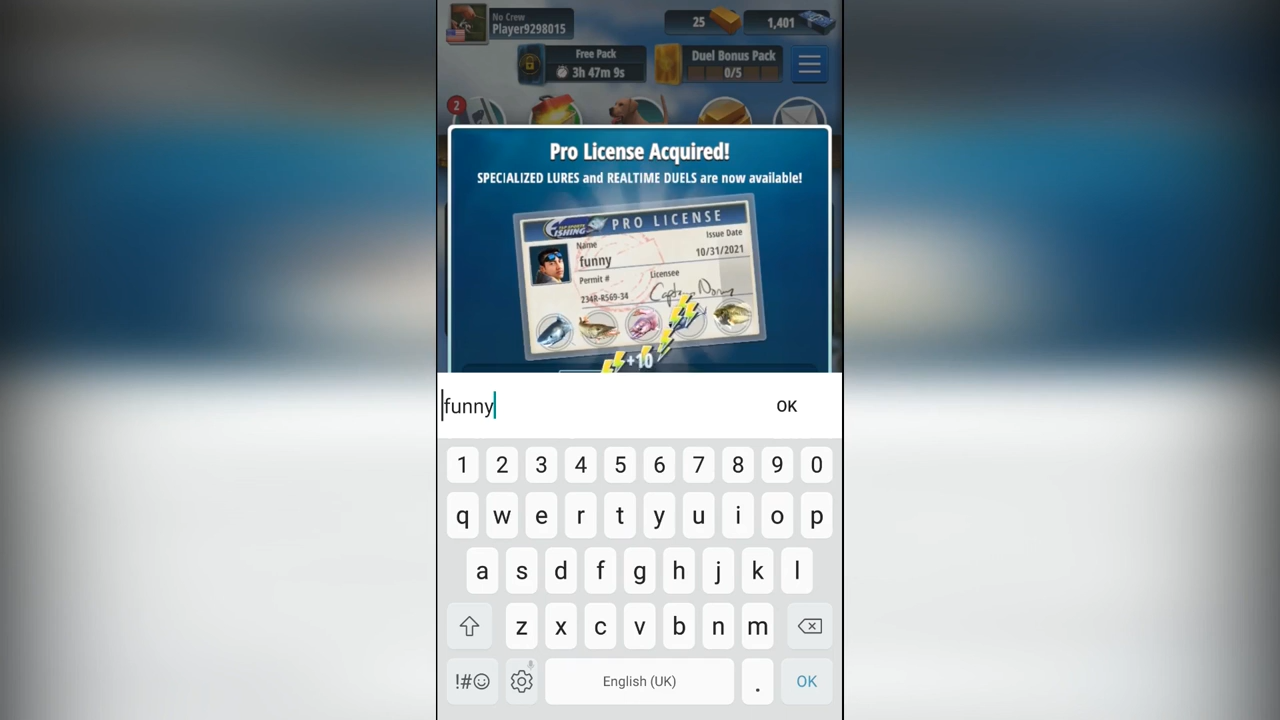 No Crew
Player9298015
25
1,401
Free Pack
3h 47m 9s
Duel Bonus Pack
0/5
2
Pro License Acquired!
SPECIALIZED LURES and REALTIME DUELS are now available!
FISHING
PRO LICENSE
Name
funny
Issue Date
10/31/2021
Permit #
234R-R569-34
Licensee
+10
funny
OK
1 2 3 4 5 6 7 8 9 0
q w e r t y u i o p
a s d f g h j k l
z x c v b n m
!#☺
English (UK)
.
OK